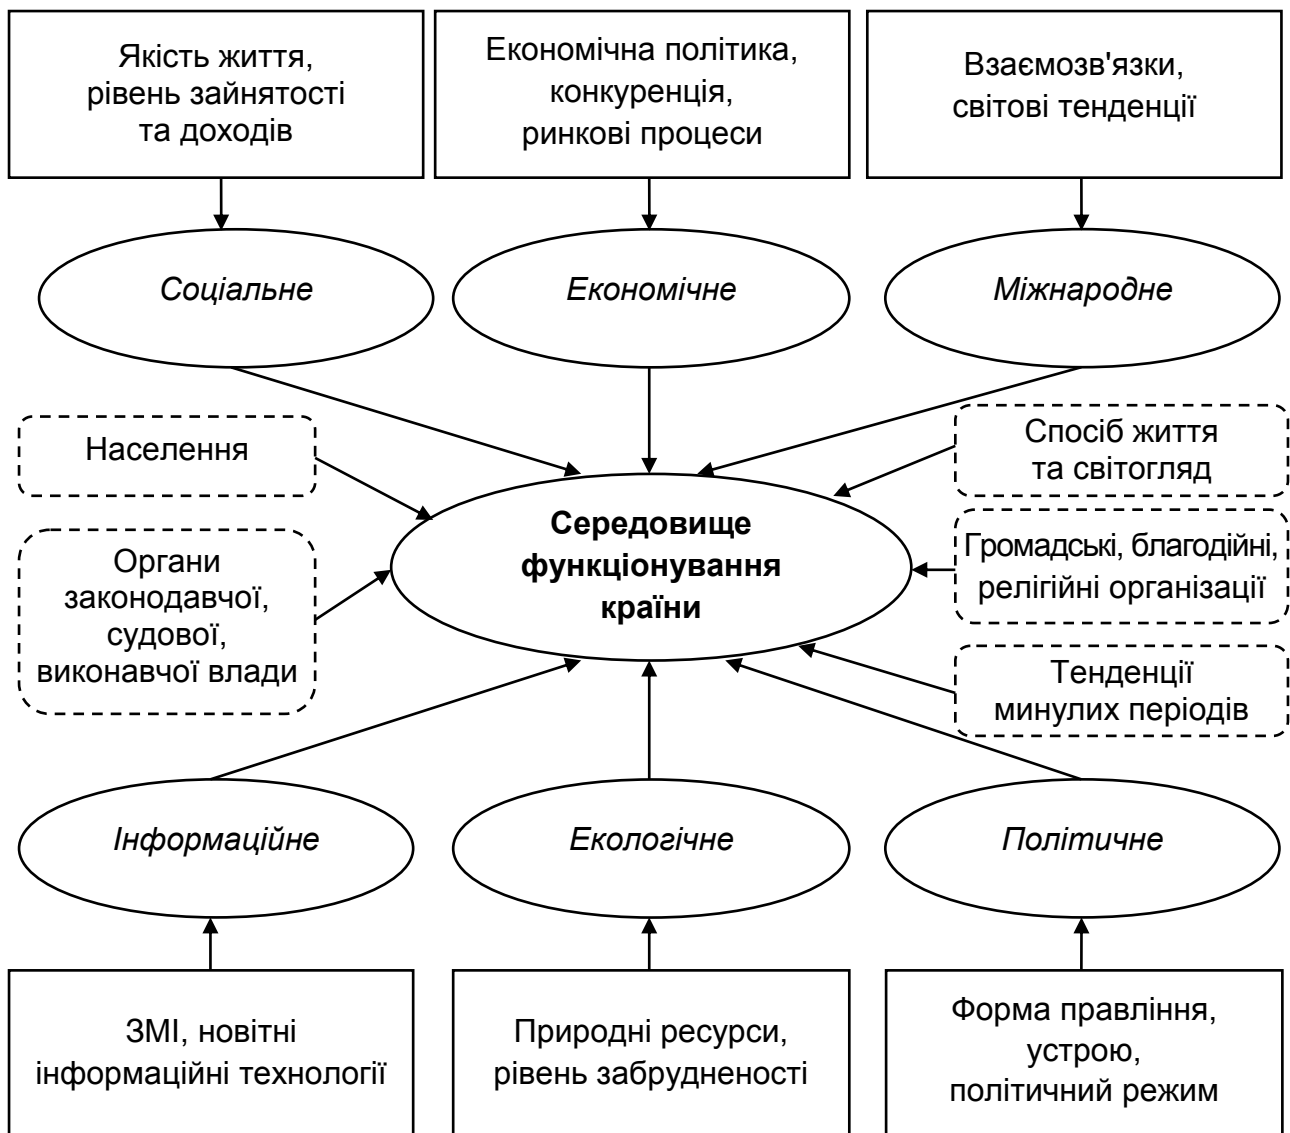 Якість життя,
рівень зайнятості
та доходів
Економічна політика,
конкуренція,
ринкові процеси
Взаємозв'язки,
світові тенденції
Соціальне
Економічне
Міжнародне
Населення
Органи
законодавчої,
судової,
виконавчої влади
Середовище
функціонування
країни
Спосіб життя
та світогляд
Громадські, благодійні,
релігійні організації
Тенденції
минулих періодів
Інформаційне
Екологічне
Політичне
ЗМІ, новітні
інформаційні технології
Природні ресурси,
рівень забрудненості
Форма правління,
устрою,
політичний режим